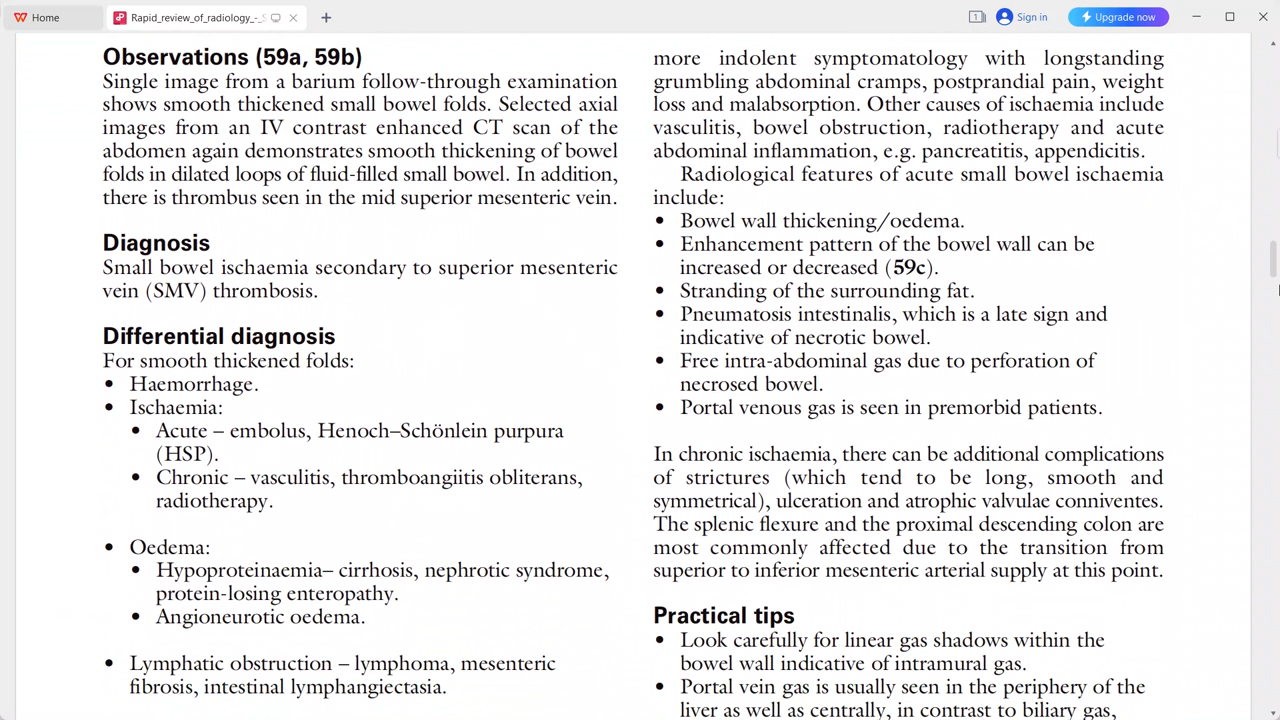 Home
Rapid_review_of_radiology_-_S
Sign in
Upgrade now
Observations (59a, 59b)
Single image from a barium follow-through examination
shows smooth thickened small bowel folds. Selected axial
images from an IV contrast enhanced CT scan of the
abdomen again demonstrates smooth thickening of bowel
folds in dilated loops of fluid-filled small bowel. In addition,
there is thrombus seen in the mid superior mesenteric vein.
Diagnosis
Small bowel ischaemia secondary to superior mesenteric
vein (SMV) thrombosis.
Differential diagnosis
For smooth thickened folds:
• Haemorrhage.
• Ischaemia:
• Acute – embolus, Henoch–Schönlein purpura
(HSP).
• Chronic – vasculitis, thromboangiitis obliterans,
radiotherapy.
• Oedema:
• Hypoproteinaemia– cirrhosis, nephrotic syndrome,
protein-losing enteropathy.
• Angioneurotic oedema.
• Lymphatic obstruction – lymphoma, mesenteric
fibrosis, intestinal lymphangiectasia.
more indolent symptomatology with longstanding
grumbling abdominal cramps, postprandial pain, weight
loss and malabsorption. Other causes of ischaemia include
vasculitis, bowel obstruction, radiotherapy and acute
abdominal inflammation, e.g. pancreatitis, appendicitis.
Radiological features of acute small bowel ischaemia
include:
• Bowel wall thickening/oedema.
• Enhancement pattern of the bowel wall can be
increased or decreased (59c).
• Stranding of the surrounding fat.
• Pneumatosis intestinalis, which is a late sign and
indicative of necrotic bowel.
• Free intra-abdominal gas due to perforation of
necrosed bowel.
• Portal venous gas is seen in premorbid patients.
In chronic ischaemia, there can be additional complications
of strictures (which tend to be long, smooth and
symmetrical), ulceration and atrophic valvulae conniventes.
The splenic flexure and the proximal descending colon are
most commonly affected due to the transition from
superior to inferior mesenteric arterial supply at this point.
Practical tips
• Look carefully for linear gas shadows within the
bowel wall indicative of intramural gas.
• Portal vein gas is usually seen in the periphery of the
liver as well as centrally, in contrast to biliary gas,